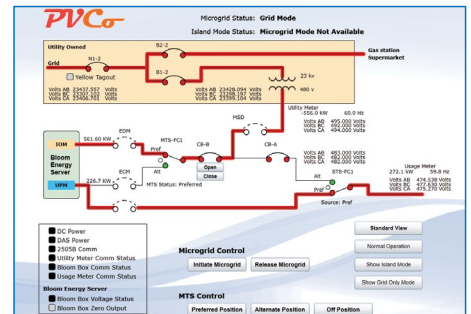 PVCo
Microgrid Status: Grid Mode
Island Mode Status: Microgrid Mode Not Available
Utility Owned
B2-2
Gas station
Supermarket
Grid
N1-2
Yellow Tagout
B1-2
23 kv
480 v
Volts AB 23437.557 Volts
Volts BC 23307.102 Volts
Volts CA 23406.701 Volts
Volts AB 23428.094 Volts
Volts BC 23298.197 Volts
Volts CA 23399.104 Volts
Utility Meter
-556.0 kW 60.0 Hz
Volts AB 495.000 Volts
Volts BC 492.000 Volts
Volts CA 494.000 Volts
MSD
561.60 KW
EDM
MTS-FC1
CB-B
CB-A
Pref
IOM
Bloom
Energy
Server
UPM
Open
Close
Volts AB 483.000 Volts
Volts BC 482.000 Volts
Volts CA 482.000 Volts
226.7 KW
ECM
Alt
MTS Status: Preferred
Alt
STS-FC1
Pref
Source: Pref
Usage Meter
272.1 kW 59.8 Hz
Volts AB 474.538 Volts
Volts BC 477.630 Volts
Volts CA 475.270 Volts
DC Power
DAS Power
2505B Comm
Utility Meter Comm Status
Bloom Box Comm Status
Usage Meter Comm Status
Bloom Energy Server
Bloom Box Voltage Status
Bloom Box Zero Output
Microgrid Control
Initiate Microgrid
Release Microgrid
MTS Control
Preferred Position
Alternate Position
Off Position
Standard View
Normal Operation
Show Island Mode
Show Grid Only Mode